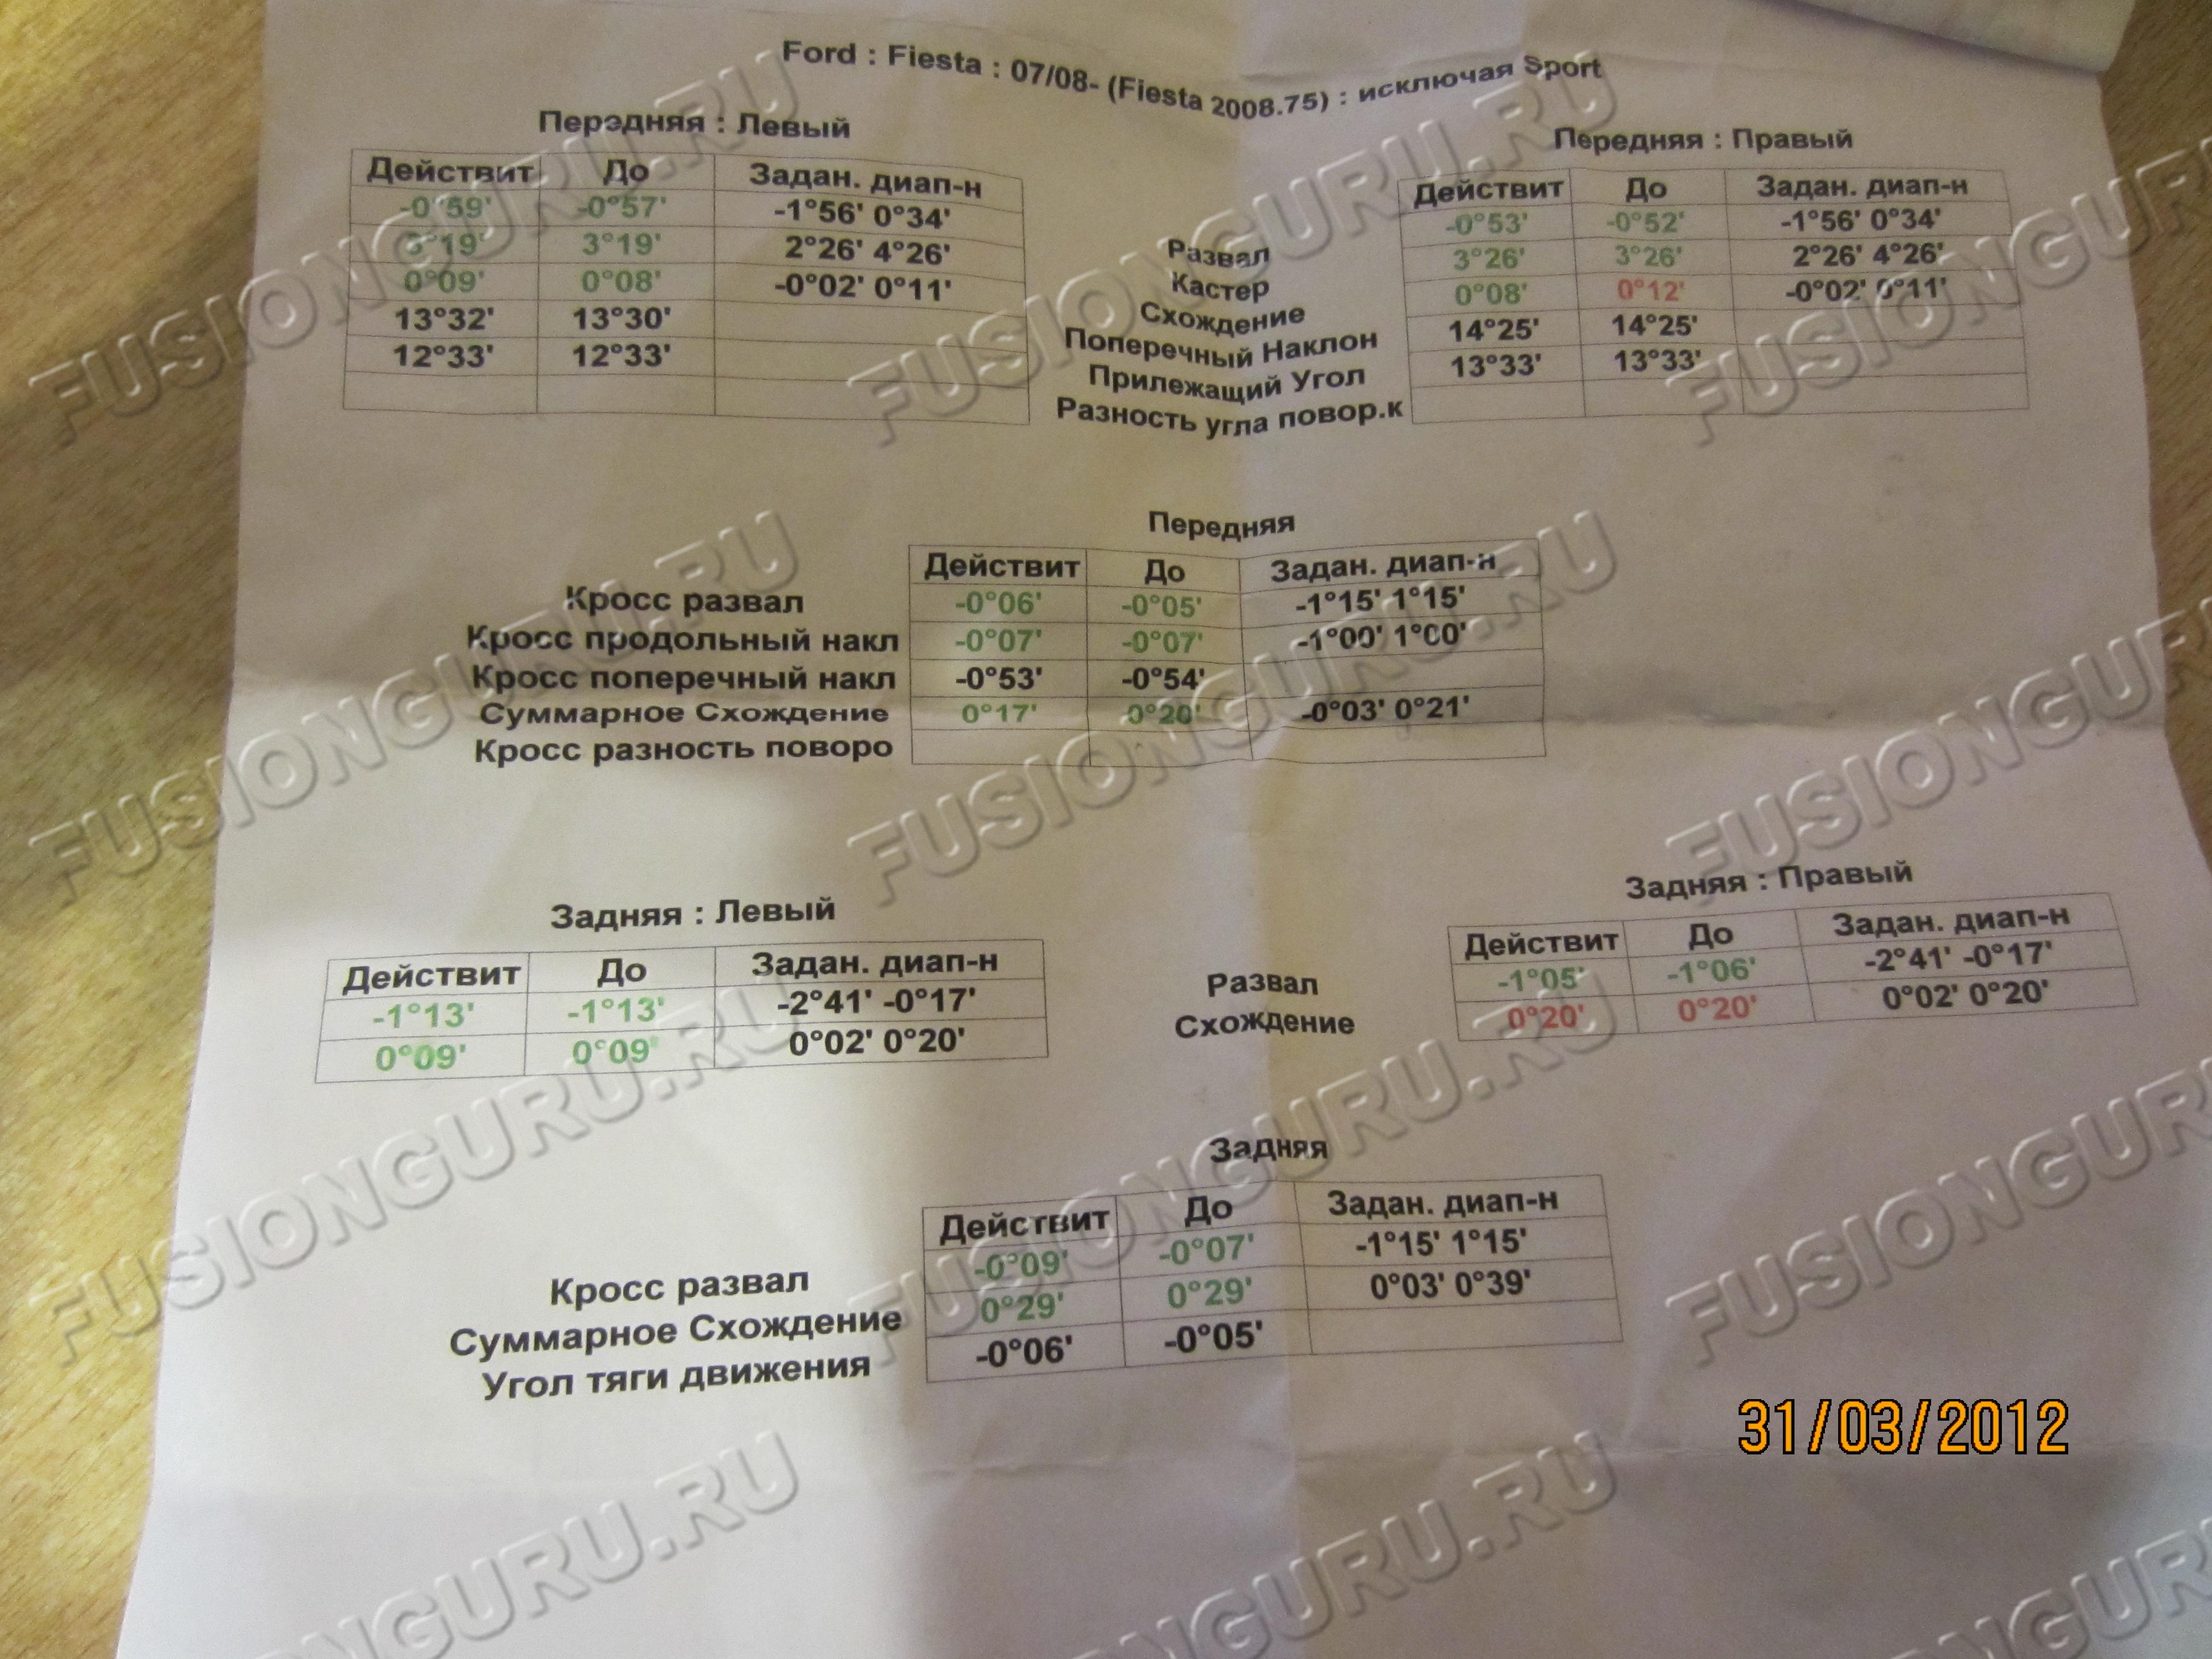 Ford : Fiesta : 07/08- (Fiesta 2008.75) : исключая Sport
Передняя : Левый
Действит До Задан. диап-н
-0°59' -0°57' -1°56' 0°34'
3°19' 3°19' 2°26' 4°26'
0°09' 0°08' -0°02' 0°11'
13°32' 13°30'
12°33' 12°33'
Развал
Кастер
Схождение
Поперечный Наклон
Прилежащий Угол
Разность угла повор.к
Передняя : Правый
Действит До Задан. диап-н
-0°53' -0°52' -1°56' 0°34'
3°26' 3°26' 2°26' 4°26'
0°08' 0°12' -0°02' 0°11'
14°25' 14°25'
13°33' 13°33'
Передняя
Действит До Задан. диап-н
Кросс развал -0°06' -0°05' -1°15' 1°15'
Кросс продольный накл -0°07' -0°07' -1°00' 1°00'
Кросс поперечный накл -0°53' -0°54'
Суммарное Схождение 0°17' 0°20' -0°03' 0°21'
Кросс разность поворо
Задняя : Левый
Действит До Задан. диап-н
-1°13' -1°13' -2°41' -0°17'
0°09' 0°09' 0°02' 0°20'
Развал
Схождение
Задняя : Правый
Действит До Задан. диап-н
-1°05' -1°06' -2°41' -0°17'
0°20' 0°20' 0°02' 0°20'
Задняя
Действит До Задан. диап-н
Кросс развал -0°09' -0°07' -1°15' 1°15'
Суммарное Схождение 0°29' 0°29' 0°03' 0°39'
Угол тяги движения -0°06' -0°05'
31/03/2012
FUSIONGURU.RU